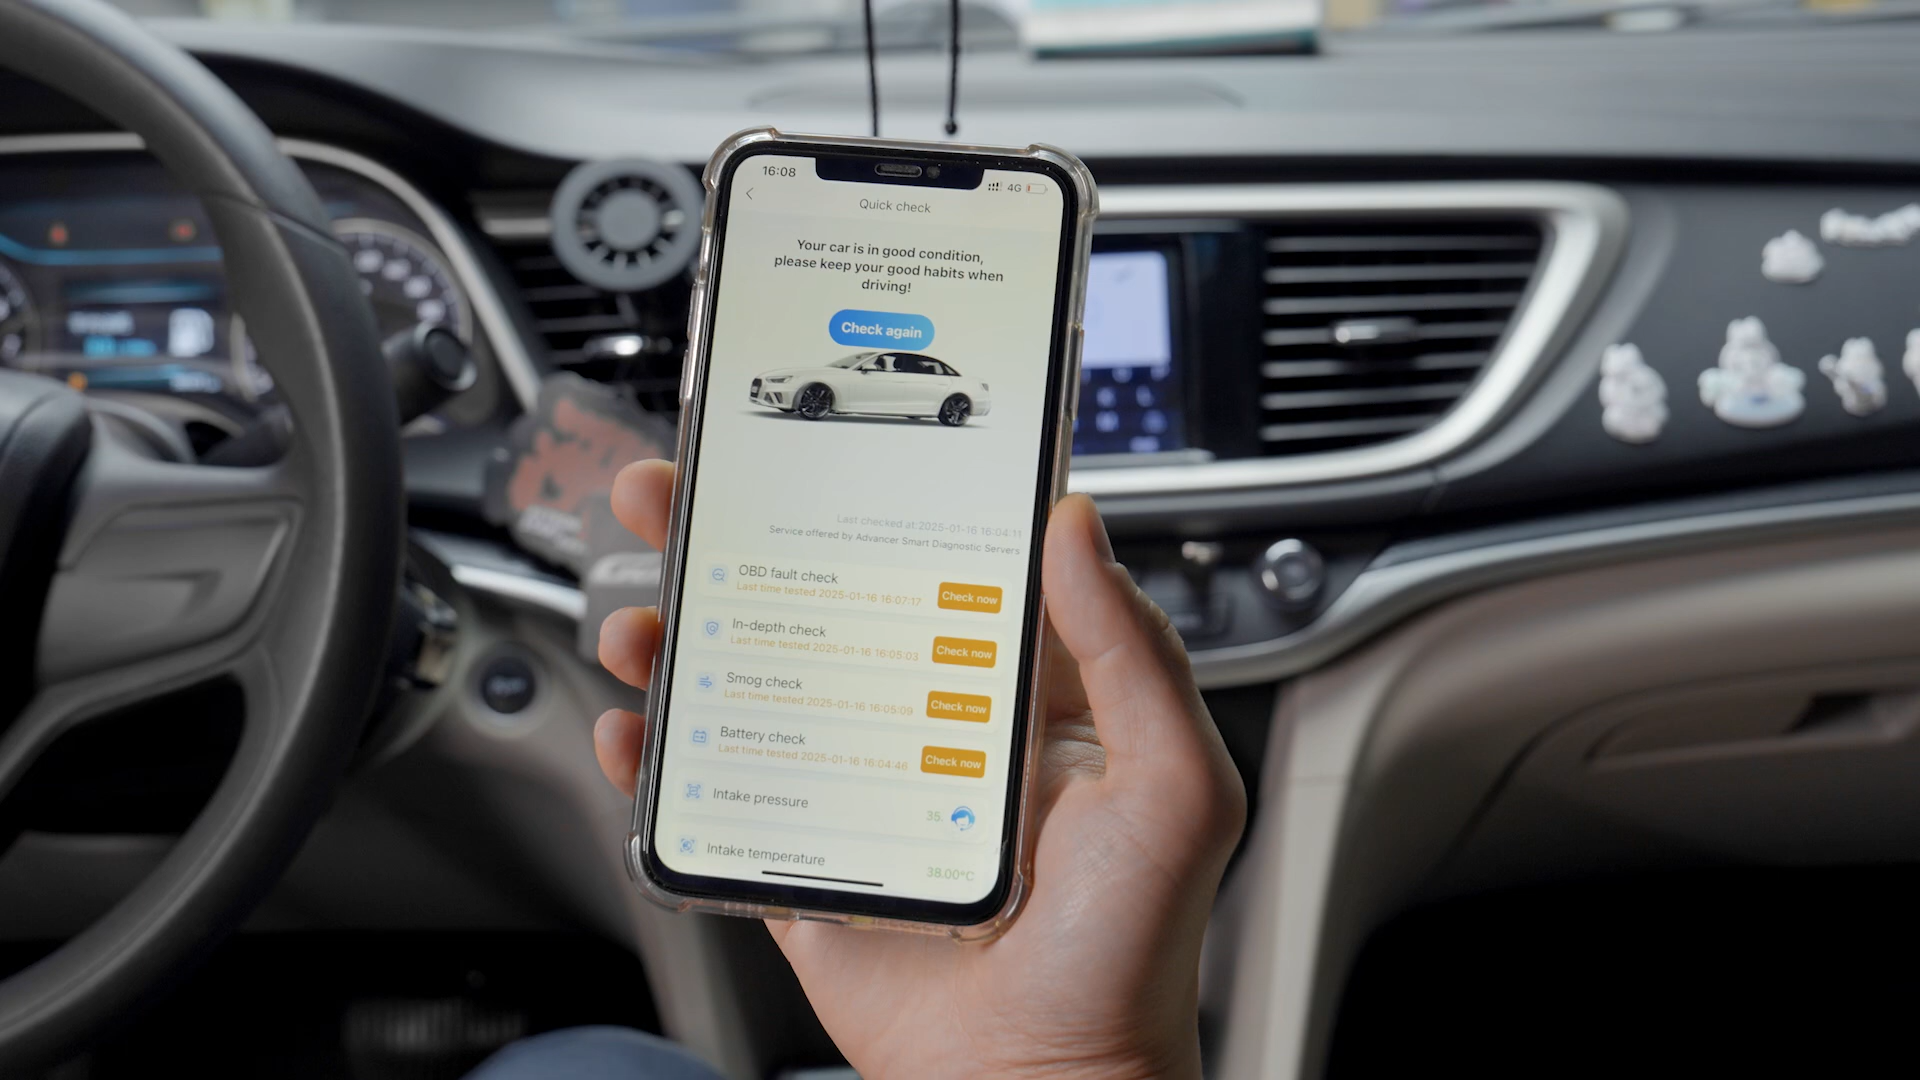 16:08
4G
Quick check
Your car is in good condition,
please keep your good habits when
driving!
Check again
Last checked at 2025-01-16 16:04:11
Service offered by Advancer Smart Diagnostic Servers
OBD fault check
Last time tested 2025-01-16 16:07:17
Check now
In-depth check
Last time tested 2025-01-16 16:05:03
Check now
Smog check
Last time tested 2025-01-16 16:05:09
Check now
Battery check
Last time tested 2025-01-16 16:04:46
Check now
Intake pressure
35.
Intake temperature
38.00°C